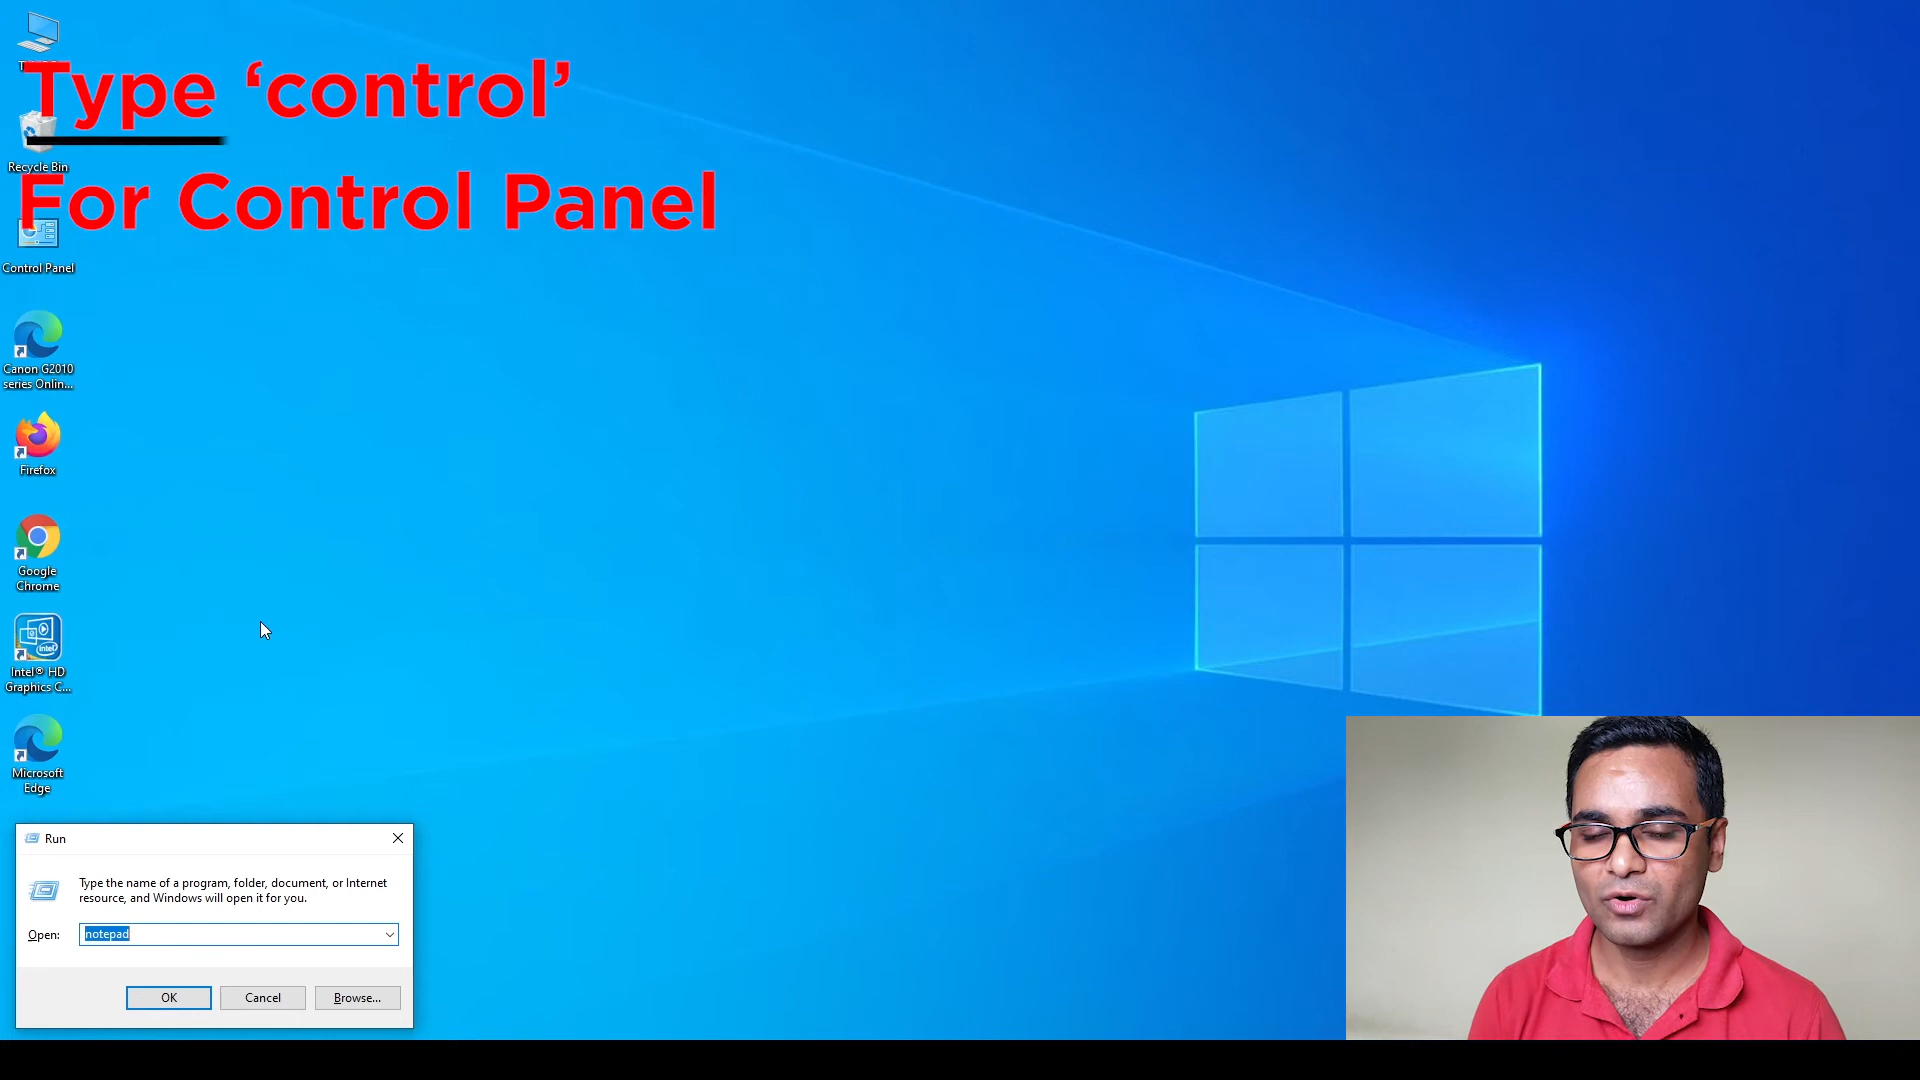 Type ‘control’
For Control Panel
Recycle Bin
Control Panel
Canon G2010
series Onlin...
Firefox
Google
Chrome
intel
Intel® HD
Graphics C...
Microsoft
Edge
Run
Type the name of a program, folder, document, or Internet
resource, and Windows will open it for you.
Open:
notepad
OK
Cancel
Browse...